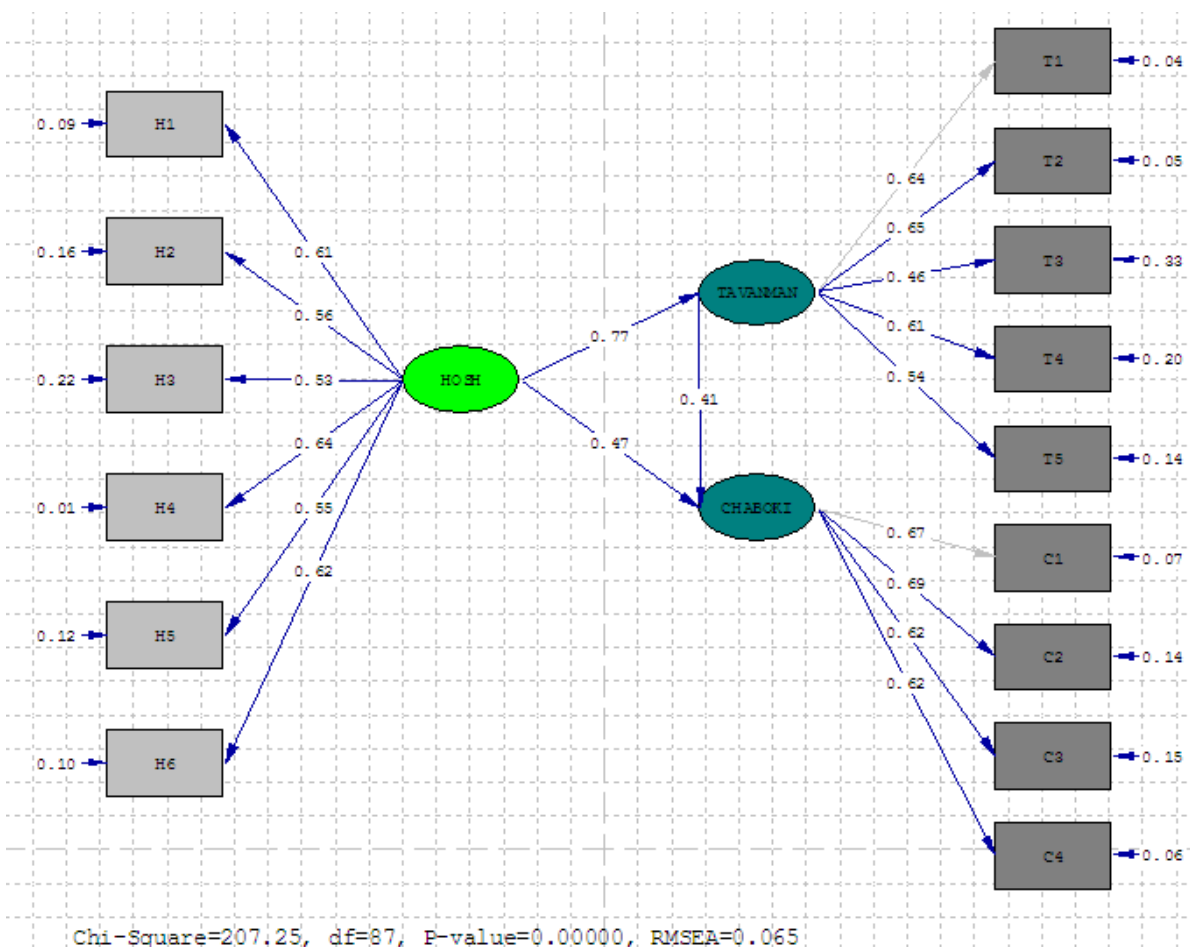 T1
0.04
0.09
H1
T2
0.05
0.64
0.65
0.16
H2
0.61
T3
0.33
0.46
TAVANMAN
0.56
0.61
0.77
T4
0.20
0.22
H3
0.53
HOSH
0.54
0.41
0.64
0.47
T5
0.14
0.01
H4
0.55
CHABOKI
0.67
C1
0.07
0.62
0.69
0.12
H5
0.62
C2
0.14
0.62
0.10
H6
C3
0.15
C4
0.06
Chi-Square=207.25, df=87, P-value=0.00000, RMSEA=0.065